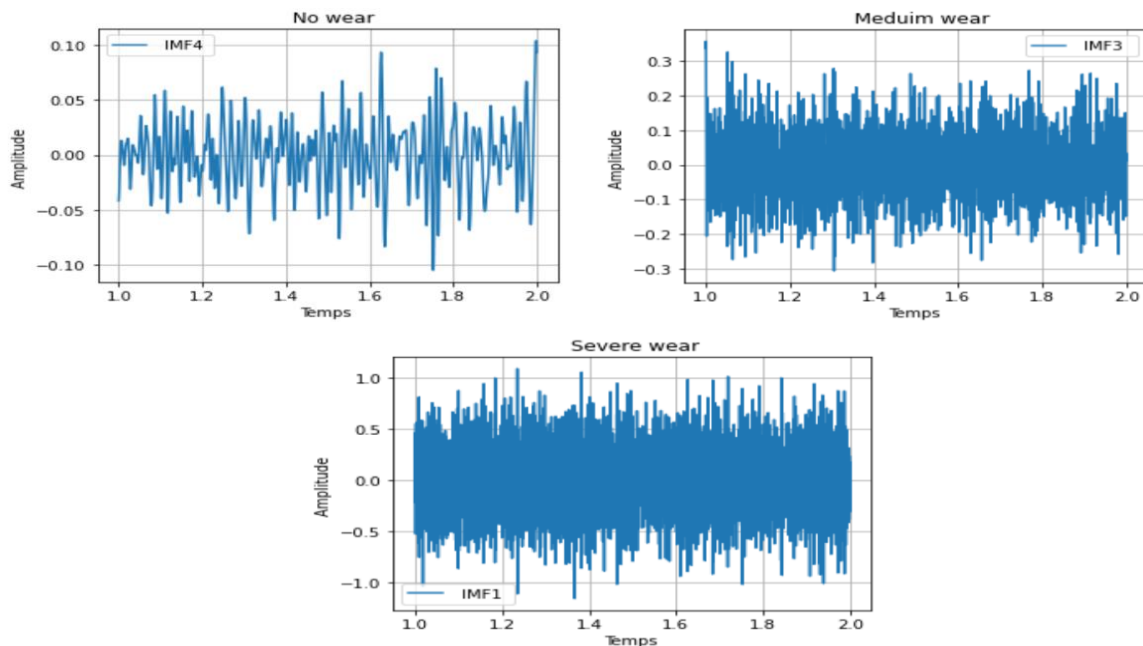 No wear
IMF4
0.10
0.05
0.00
−0.05
−0.10
Amplitude
1.0 1.2 1.4 1.6 1.8 2.0
Temps
Meduim wear
IMF3
0.3
0.2
0.1
0.0
−0.1
−0.2
−0.3
Amplitude
1.0 1.2 1.4 1.6 1.8 2.0
Temps
Severe wear
1.0
0.5
0.0
−0.5
−1.0
Amplitude
IMF1
1.0 1.2 1.4 1.6 1.8 2.0
Temps